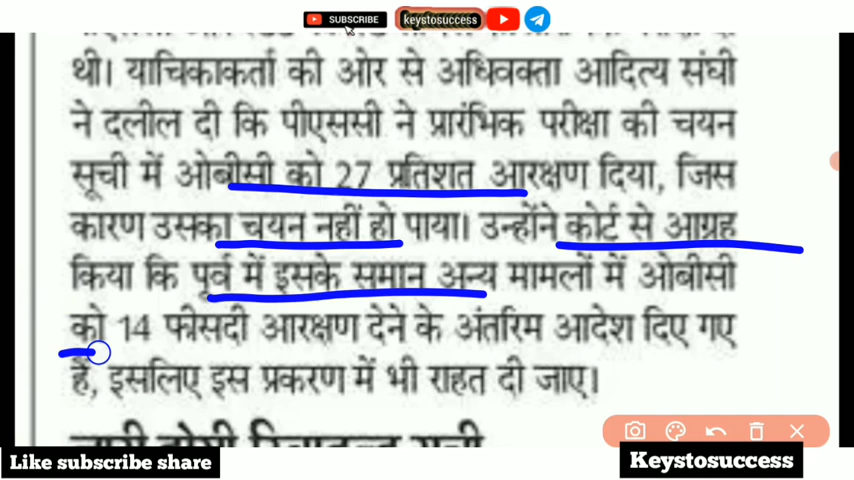 SUBSCRIBE keystosuccess
थी। याचिकाकर्ता की ओर से अधिवक्ता आदित्य संघी
ने दलील दी कि पीएससी ने प्रारंभिक परीक्षा की चयन
सूची में ओबीसी को 27 प्रतिशत आरक्षण दिया, जिस
कारण उसका चयन नहीं हो पाया। उन्होंने कोर्ट से आग्रह
किया कि पूर्व में इसके समान अन्य मामलों में ओबीसी
को 14 फीसदी आरक्षण देने के अंतरिम आदेश दिए गए
हैं, इसलिए इस प्रकरण में भी राहत दी जाए।
Like subscribe share
Keystosuccess